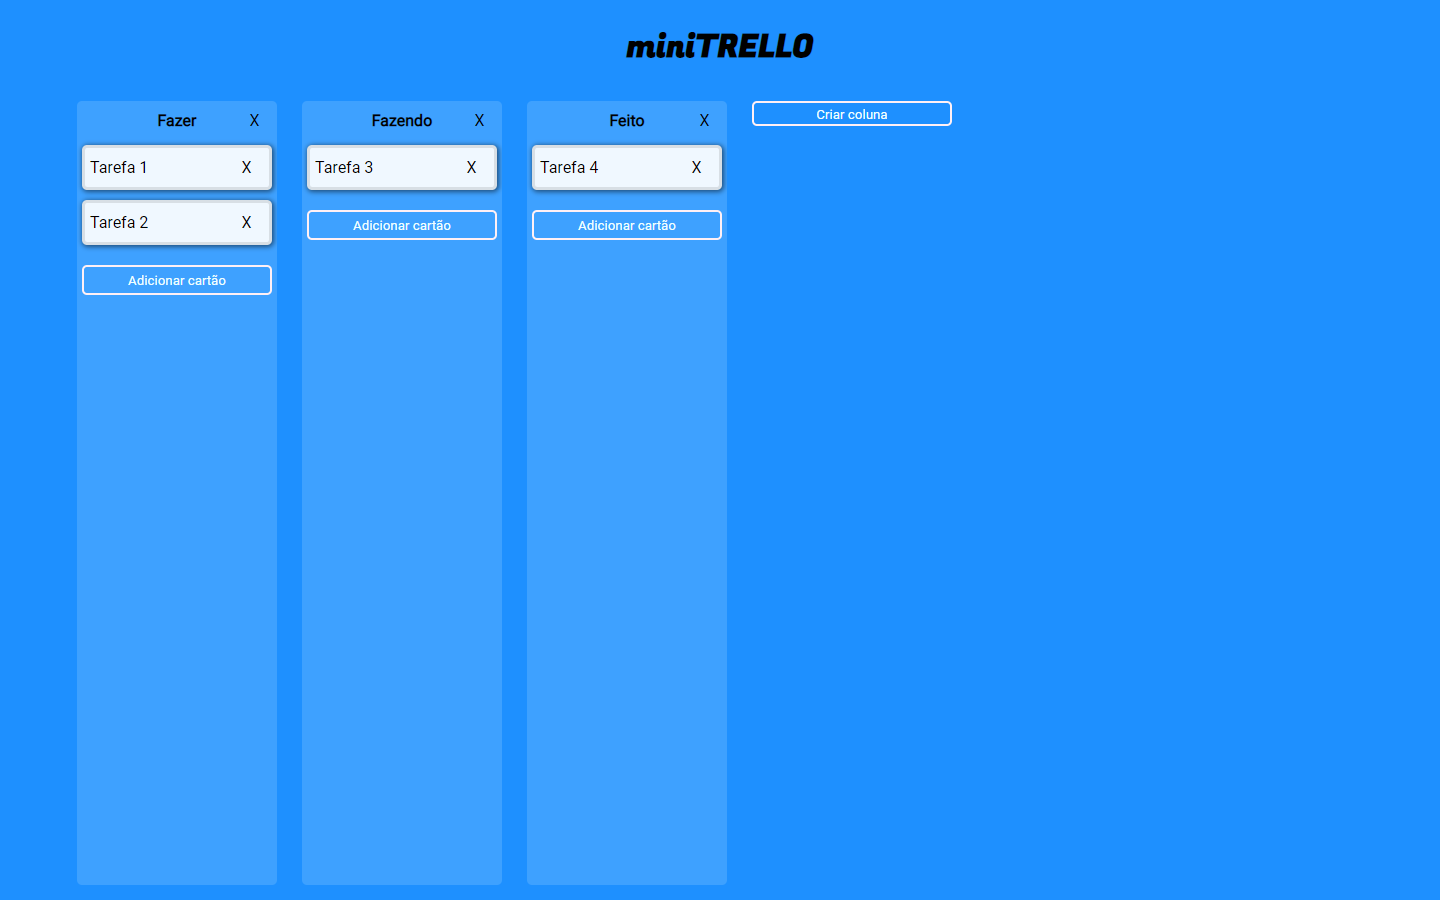 miniTRELLO
Fazer X
Tarefa 1 X
Tarefa 2 X
Adicionar cartão
Fazendo X
Tarefa 3 X
Adicionar cartão
Feito X
Tarefa 4 X
Adicionar cartão
Criar coluna